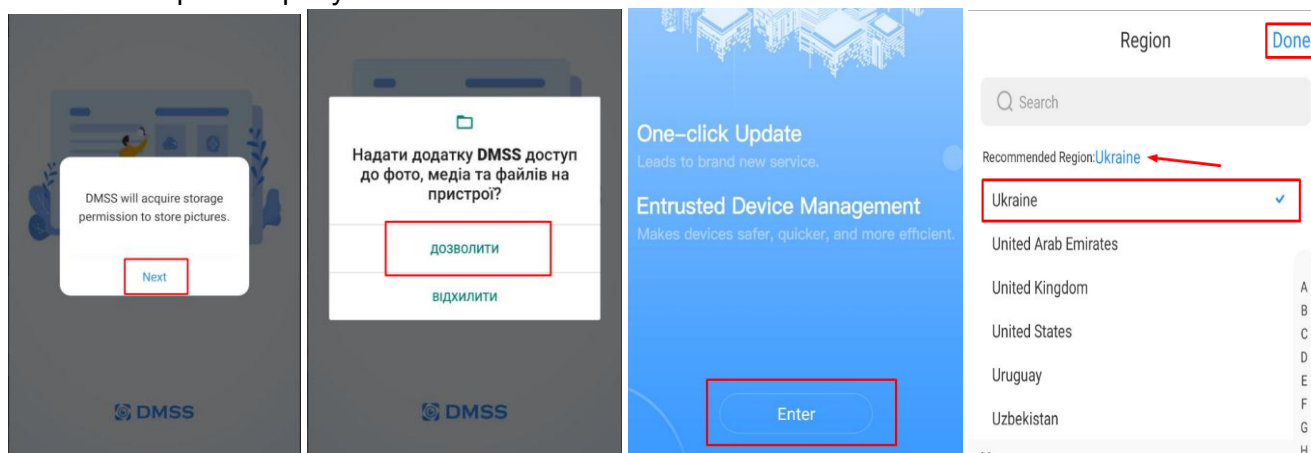 DMSS will acquire storage
permission to store pictures.
Next
DMSS
Надати додатку DMSS доступ
до фото, медіа та файлів на
пристрої?
ДОЗВОЛИТИ
ВІДХИЛИТИ
DMSS
One-click Update
Leads to brand new service.
Entrusted Device Management
Makes devices safer, quicker, and more efficient.
Enter
Region
Done
Search
Recommended Region:Ukraine
Ukraine
United Arab Emirates
United Kingdom
United States
Uruguay
Uzbekistan
A
B
C
D
E
F
G
H